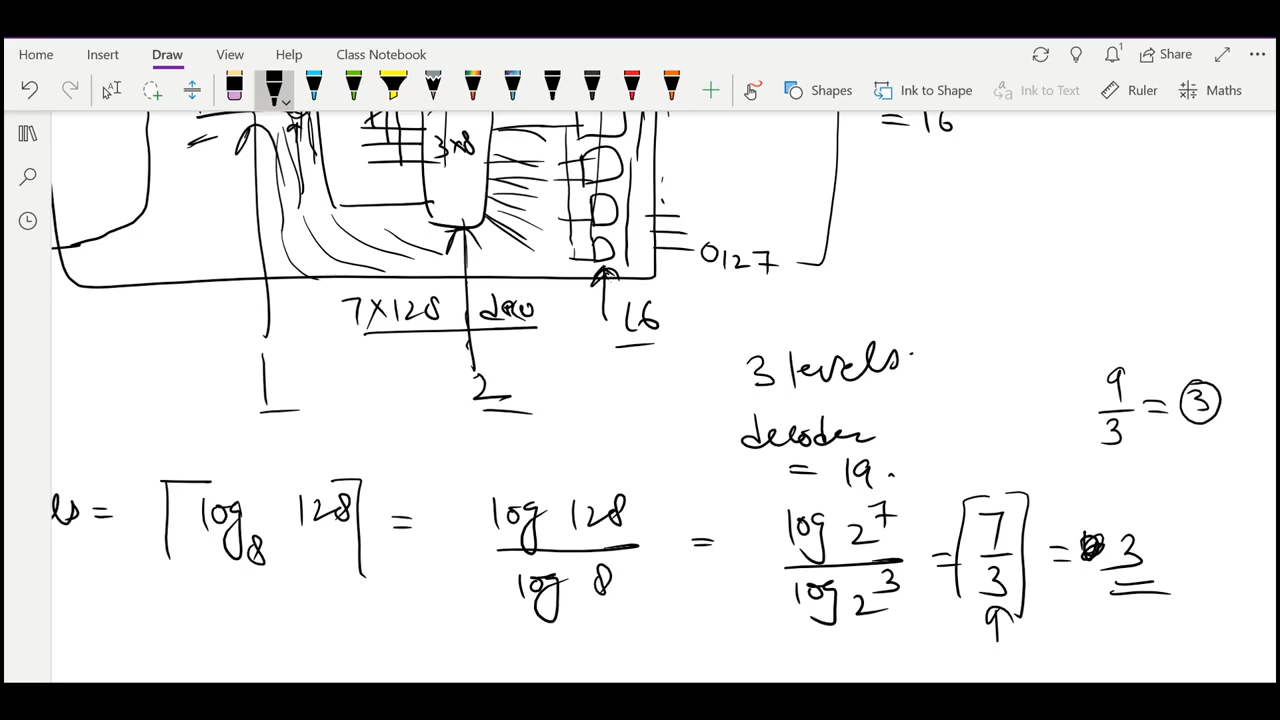 Home Insert Draw View Help Class Notebook Share
Shapes Ink to Shape Ink to Text Ruler Maths
= 16
3x8
O127
7x128 deco 16
1 2
3 levels.
decoder
= 19.
9/3 = 3
ls = ⌈log₈ 128⌉ = log 128 / log 8 = log 2^7 / log 2^3 = ⌈7/3⌉ = 3
9